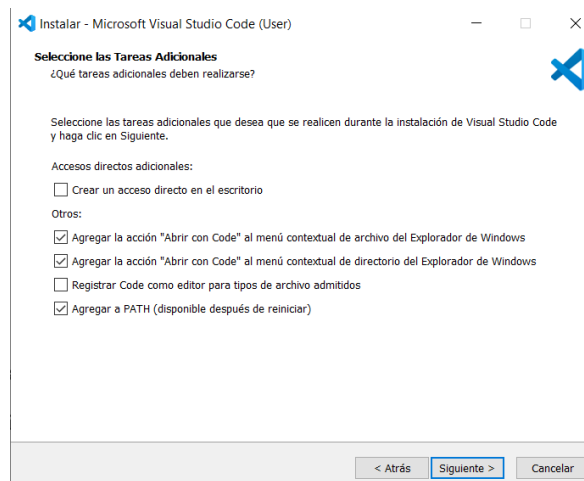 Instalar - Microsoft Visual Studio Code (User)
Seleccione las Tareas Adicionales
¿Qué tareas adicionales deben realizarse?
Seleccione las tareas adicionales que desea que se realicen durante la instalación de Visual Studio Code
y haga clic en Siguiente.
Accesos directos adicionales:
Crear un acceso directo en el escritorio
Otros:
Agregar la acción "Abrir con Code" al menú contextual de archivo del Explorador de Windows
Agregar la acción "Abrir con Code" al menú contextual de directorio del Explorador de Windows
Registrar Code como editor para tipos de archivo admitidos
Agregar a PATH (disponible después de reiniciar)
< Atrás Siguiente > Cancelar